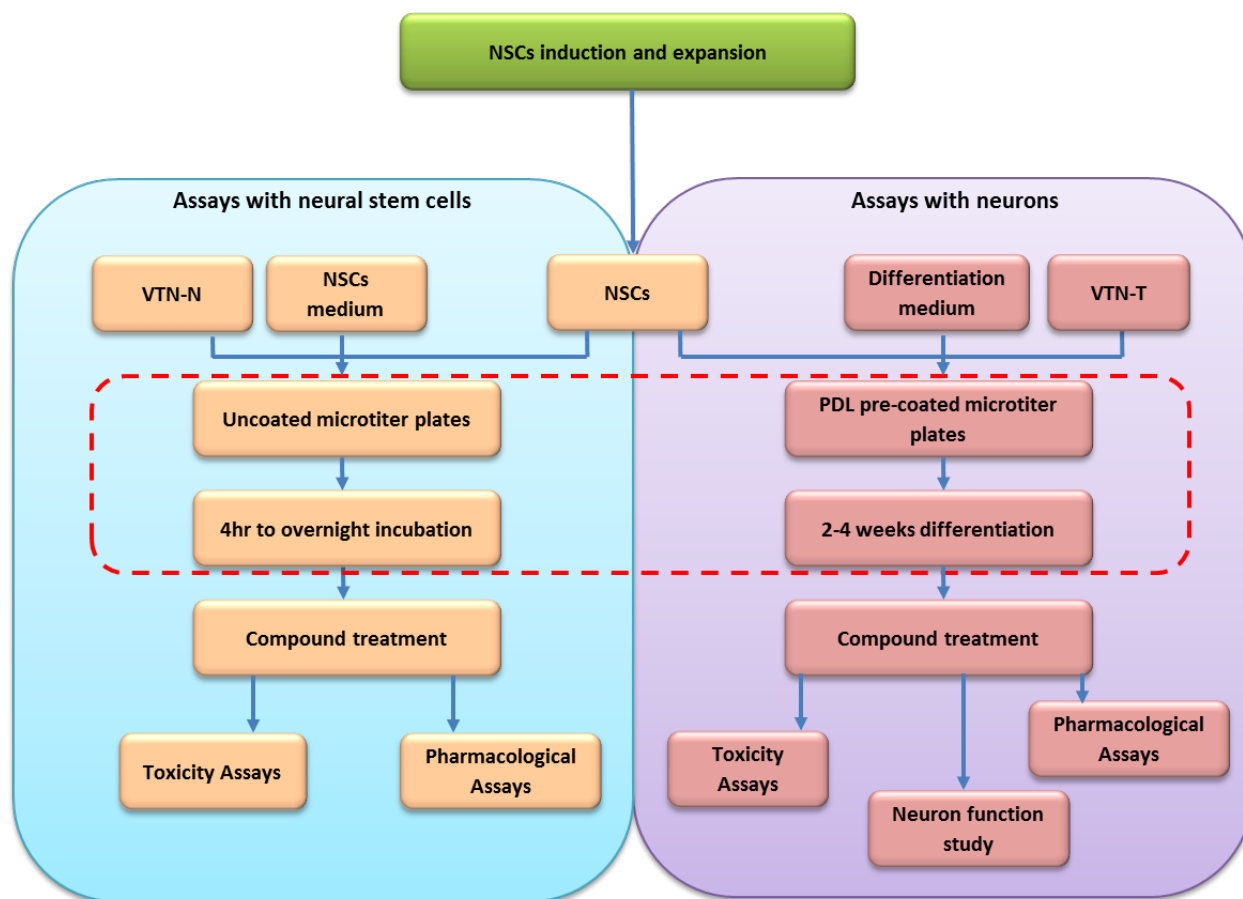 NSCs induction and expansion
Assays with neural stem cells
Assays with neurons
VTN-N
NSCs
medium
NSCs
Differentiation
medium
VTN-T
Uncoated microtiter plates
PDL pre-coated microtiter
plates
4hr to overnight incubation
2-4 weeks differentiation
Compound treatment
Compound treatment
Toxicity Assays
Pharmacological
Assays
Toxicity
Assays
Neuron function
study
Pharmacological
Assays